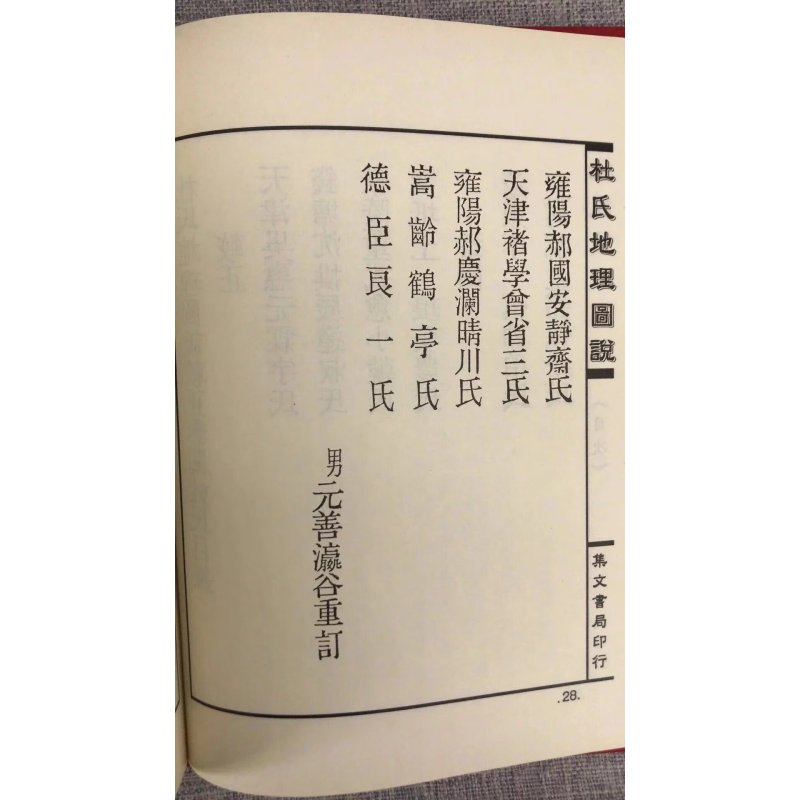 杜氏地理圖說
雍陽郝國安靜齋氏
天津褚學曾省三氏
雍陽郝慶瀾晴川氏
嵩齡鶴亭氏
德臣良一氏
男元善瀛谷重訂
集文書局印行
.28.